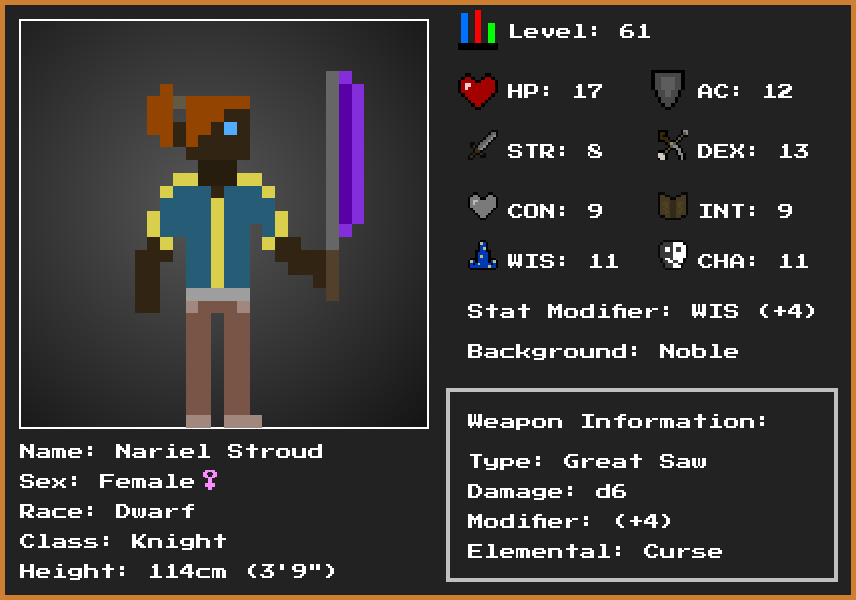 Level: 61
HP: 17
AC: 12
STR: 8
DEX: 13
CON: 9
INT: 9
WIS: 11
CHA: 11
Stat Modifier: WIS (+4)
Background: Noble
Weapon Information:
Type: Great Saw
Damage: d6
Modifier: (+4)
Elemental: Curse
Name: Nariel Stroud
Sex: Female♀
Race: Dwarf
Class: Knight
Height: 114cm (3'9")